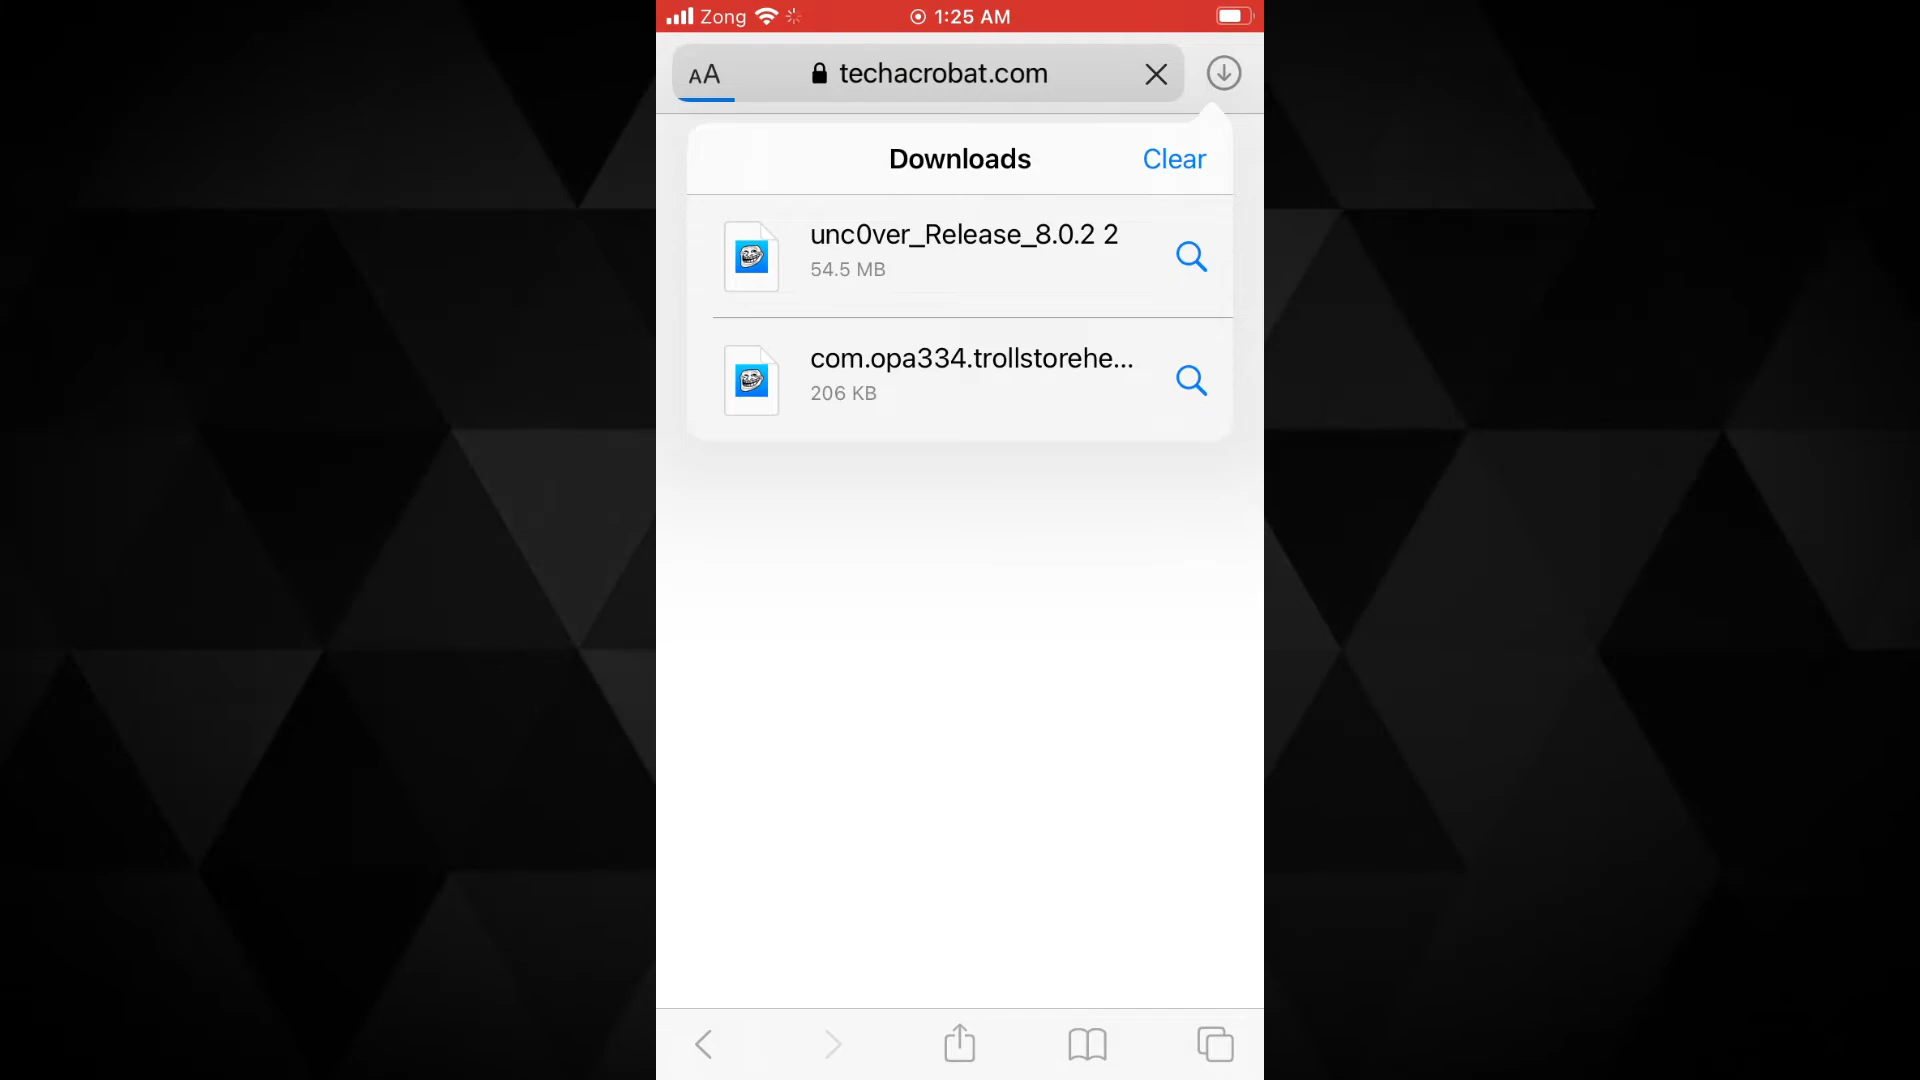 Zong 1:25 AM
AA techacrobat.com
Downloads Clear
unc0ver_Release_8.0.2 2
54.5 MB
com.opa334.trollstorehe...
206 KB